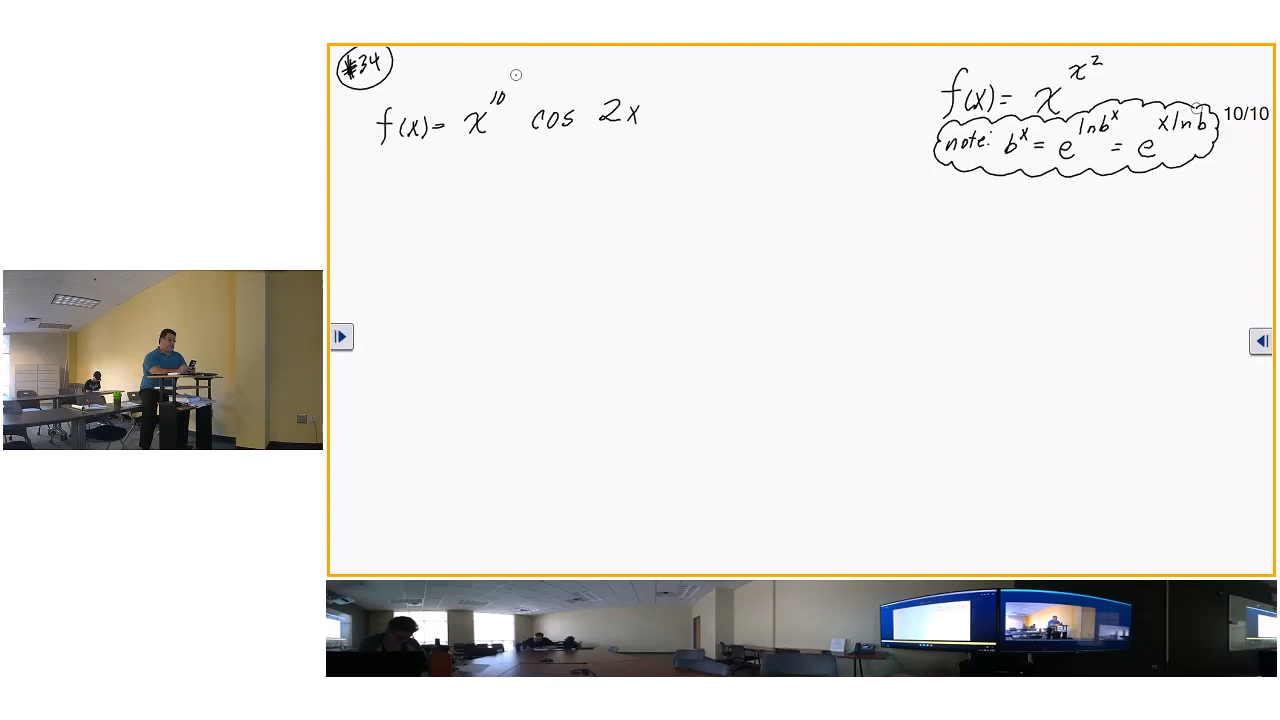 #34
f(x)= x^10 cos 2x
f(x)= x^x^2
note: b^x = e^ln b^x = e^x ln b
10/10